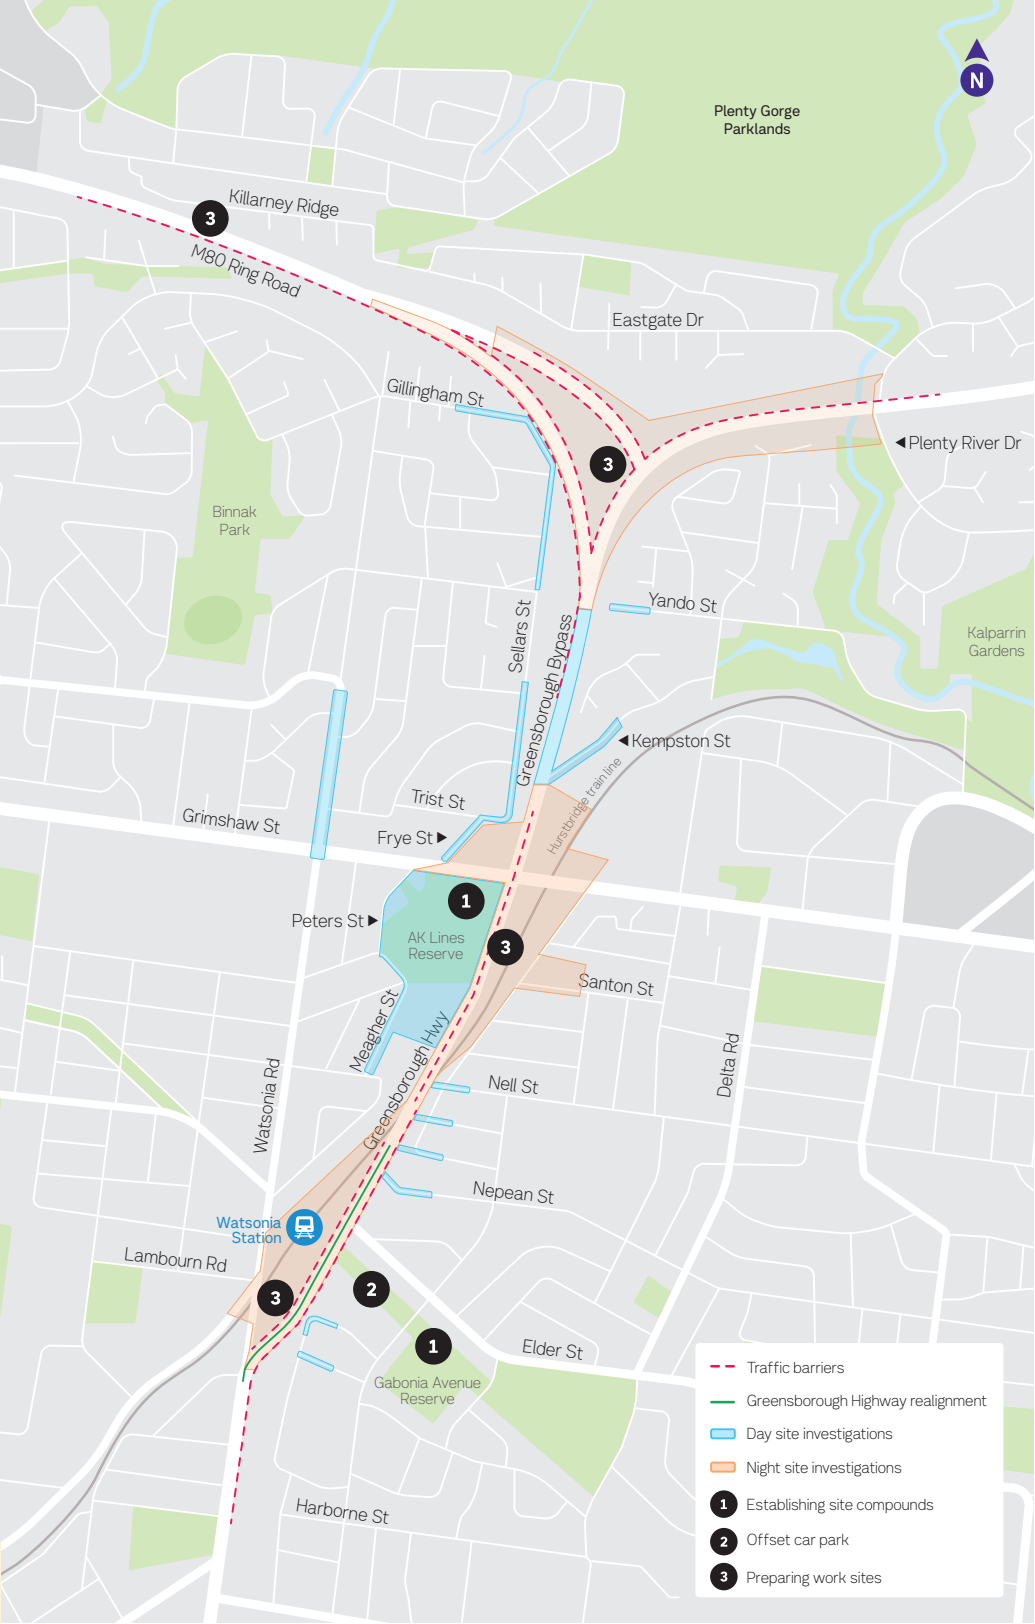 N
Plenty Gorge
Parklands
Killarney Ridge
3
M80 Ring Road
Eastgate Dr
Gillingham St
Plenty River Dr
3
Binnak
Park
Yando St
Sellars St
Greensborough Bypass
Kalparrin
Gardens
Kempston St
Hurstbridge train line
Trist St
Grimshaw St
Frye St
1
Peters St
AK Lines
Reserve
3
Santon St
Meagher St
Greensborough Hwy
Delta Rd
Watsonia Rd
Nell St
Nepean St
Watsonia
Station
Lambourn Rd
2
3
1
Elder St
Gabonia Avenue
Reserve
Harborne St
Traffic barriers
Greensborough Highway realignment
Day site investigations
Night site investigations
1 Establishing site compounds
2 Offset car park
3 Preparing work sites